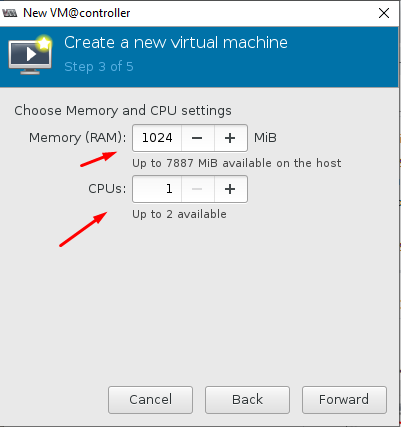 New VM@controller
Create a new virtual machine
Step 3 of 5
Choose Memory and CPU settings
Memory (RAM): 1024 − + MiB
Up to 7887 MiB available on the host
CPUs: 1 − +
Up to 2 available
Cancel Back Forward